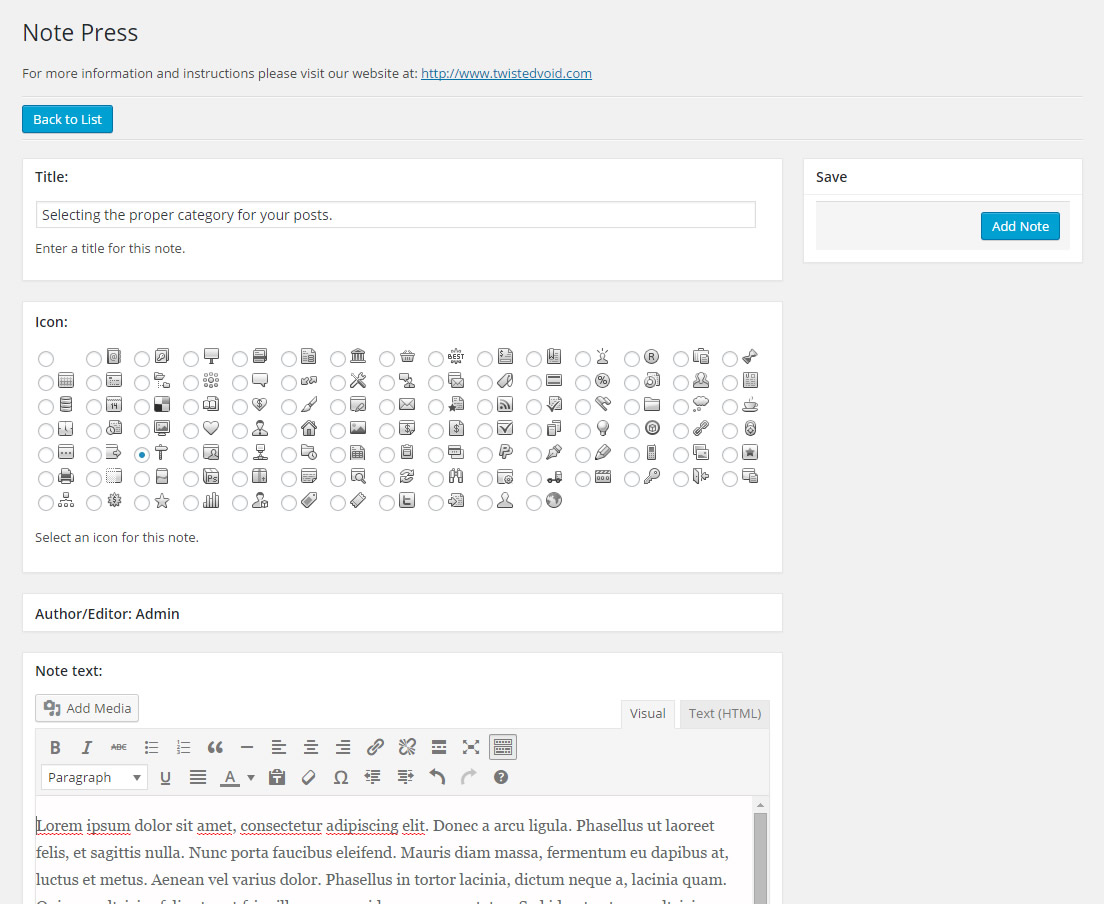 Note Press
For more information and instructions please visit our website at: http://www.twistedvoid.com
Back to List
Title:
Selecting the proper category for your posts.
Enter a title for this note.
Save
Add Note
Icon:
BEST
14
Ps
Select an icon for this note.
Author/Editor: Admin
Note text:
Add Media
Visual
Text (HTML)
B I ABC
Paragraph U A Ω
Lorem ipsum dolor sit amet, consectetur adipiscing elit. Donec a arcu ligula. Phasellus ut laoreet
felis, et sagittis nulla. Nunc porta faucibus eleifend. Mauris diam massa, fermentum eu dapibus at,
luctus et metus. Aenean vel varius dolor. Phasellus in tortor lacinia, dictum neque a, lacinia quam.